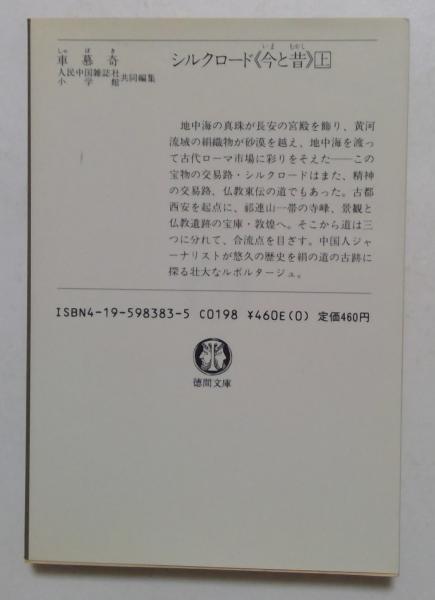 しゃ ぼ き
車慕奇
人民中国雑誌社
小学館
共同編集
いま むかし
シルクロード《今と昔》上
地中海の真珠が長安の宮殿を飾り、黄河
流域の絹織物が砂漠を越え、地中海を渡っ
て古代ローマ市場に彩りをそえた――この
宝物の交易路・シルクロードはまた、精神
の交易路、仏教東伝の道でもあった。古都
西安を起点に、祁連山一帯の寺峰、景観と
仏教遺跡の宝庫・敦煌へ。そこから道は三
つに分れて、合流点を目ざす。中国人ジャ
ーナリストが悠久の歴史を絹の道の古跡に
探る壮大なルポルタージュ。
ISBN4-19-598383-5 C0198 ¥460E(0) 定価460円
徳間文庫